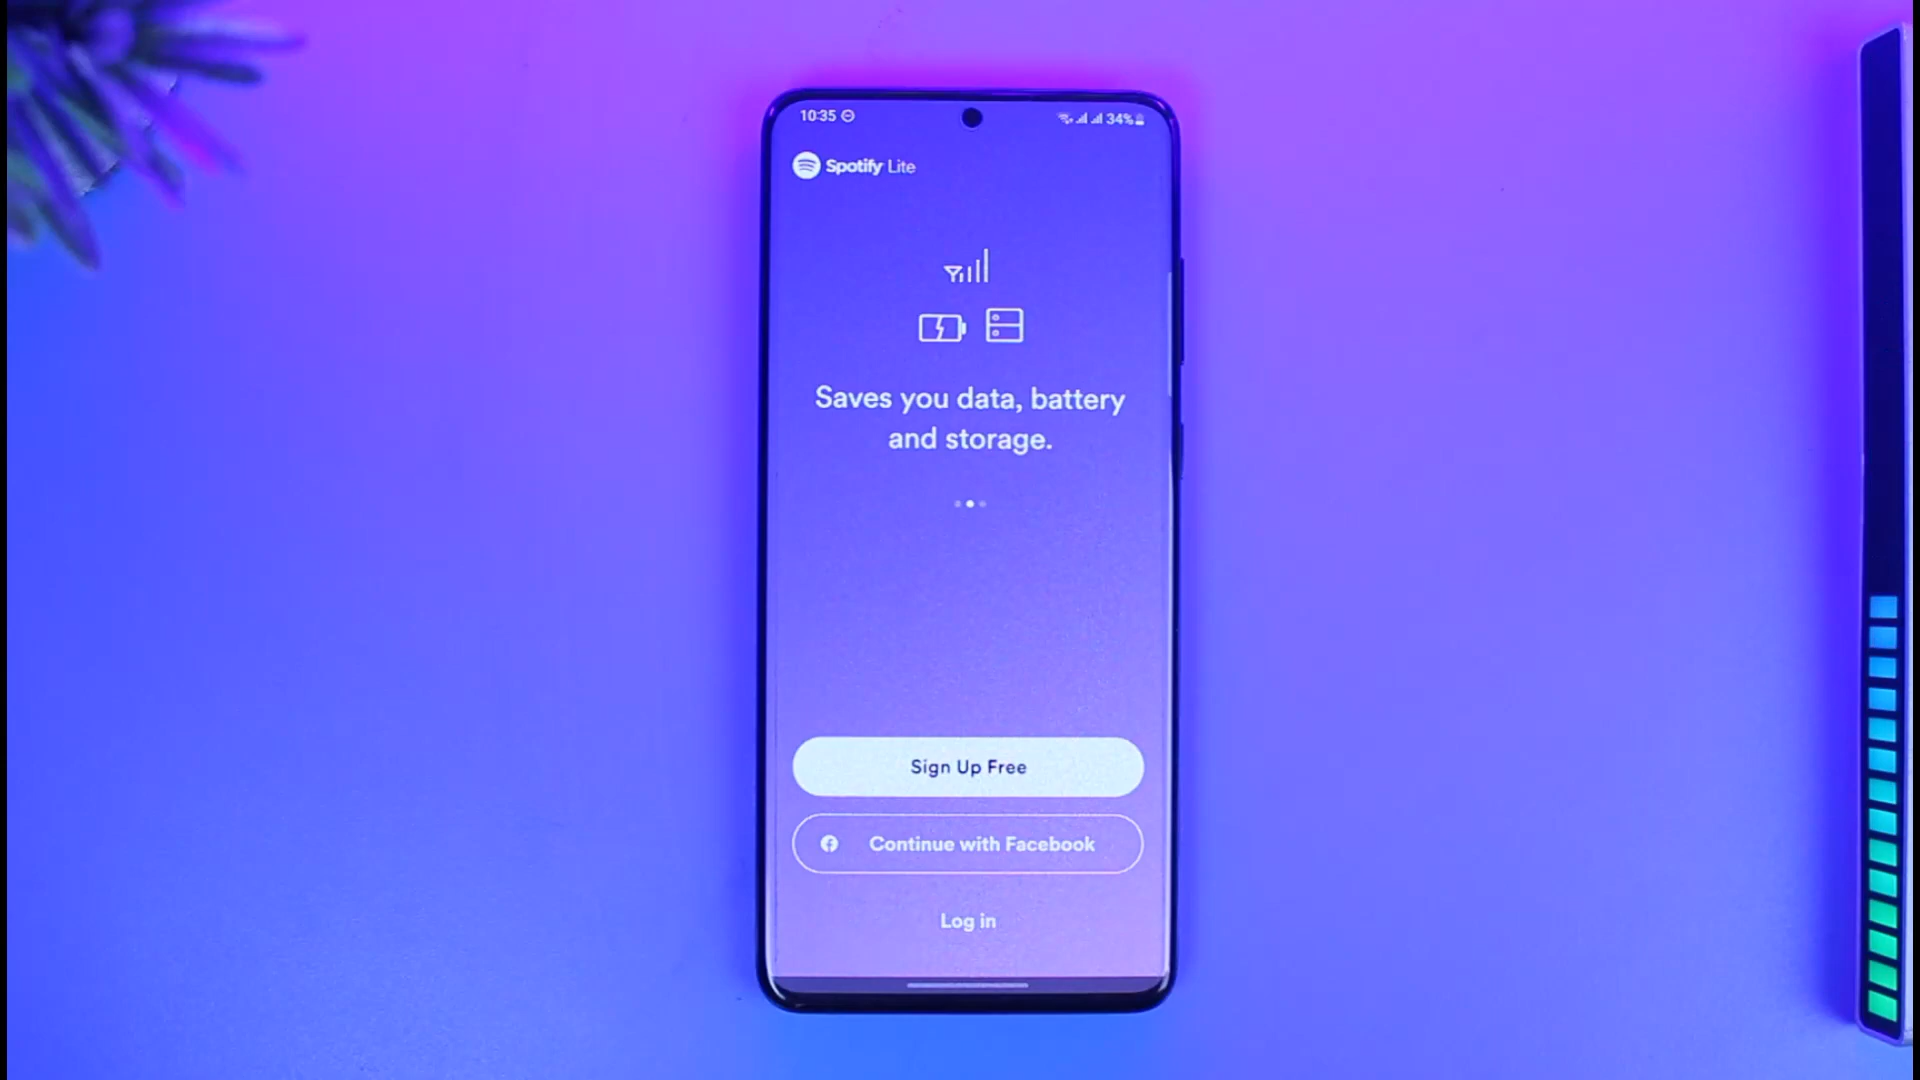 10:35
34%
Spotify Lite
Saves you data, battery
and storage.
Sign Up Free
Continue with Facebook
Log in